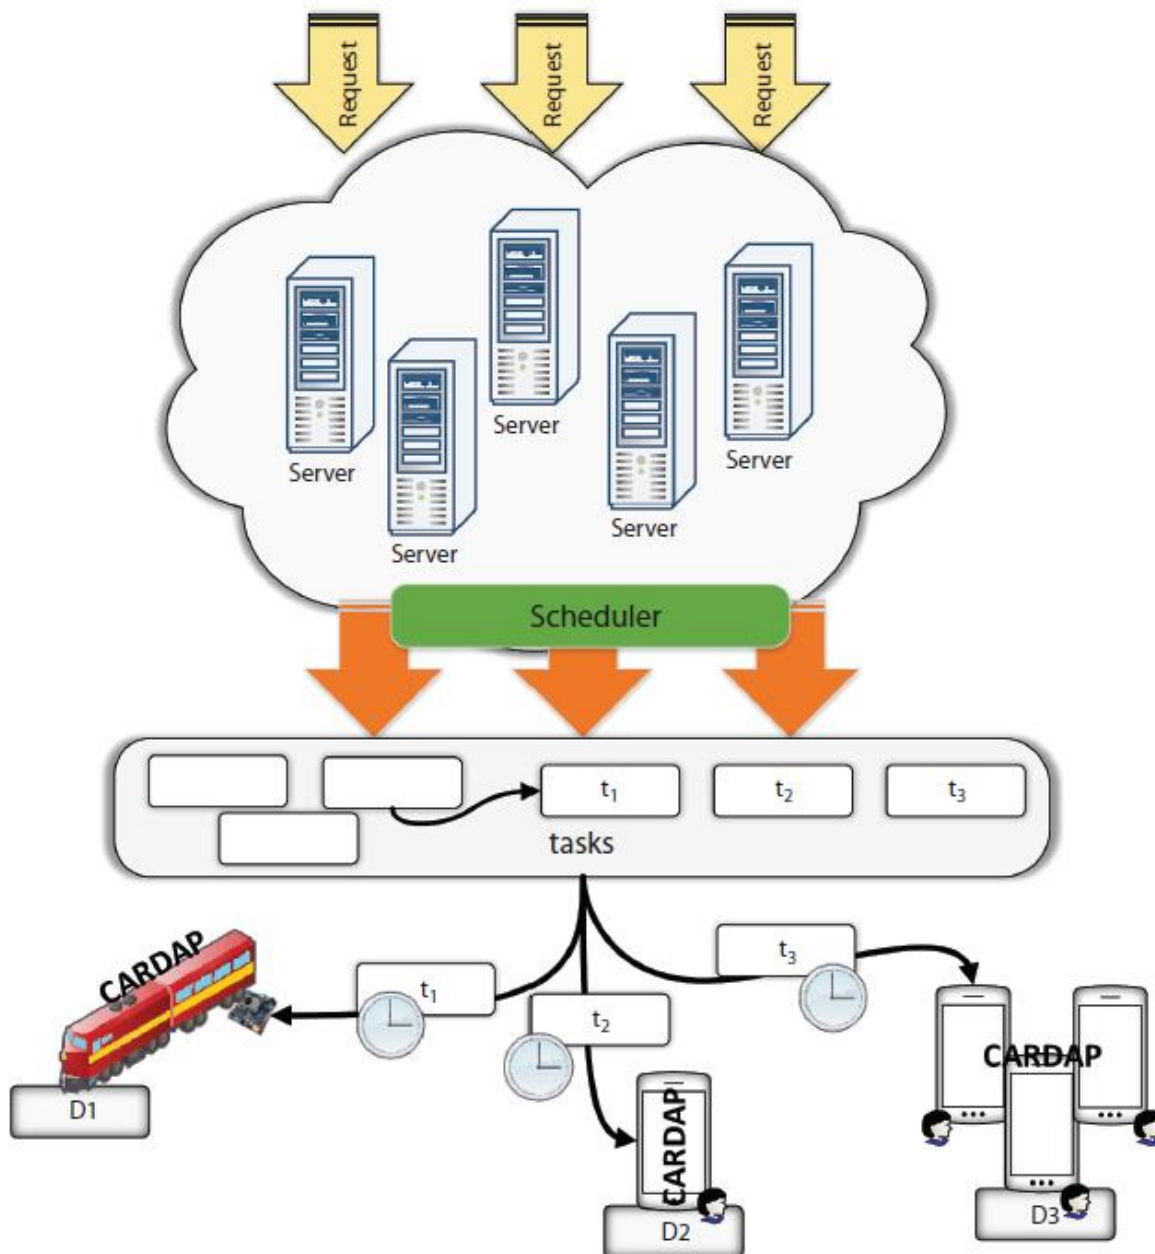 Request
Request
Request
Server
Server
Server
Server
Server
Scheduler
t₁
t₂
t₃
tasks
CARDAP
t₁
t₂
t₃
D1
CARDAP
D2
CARDAP
D3